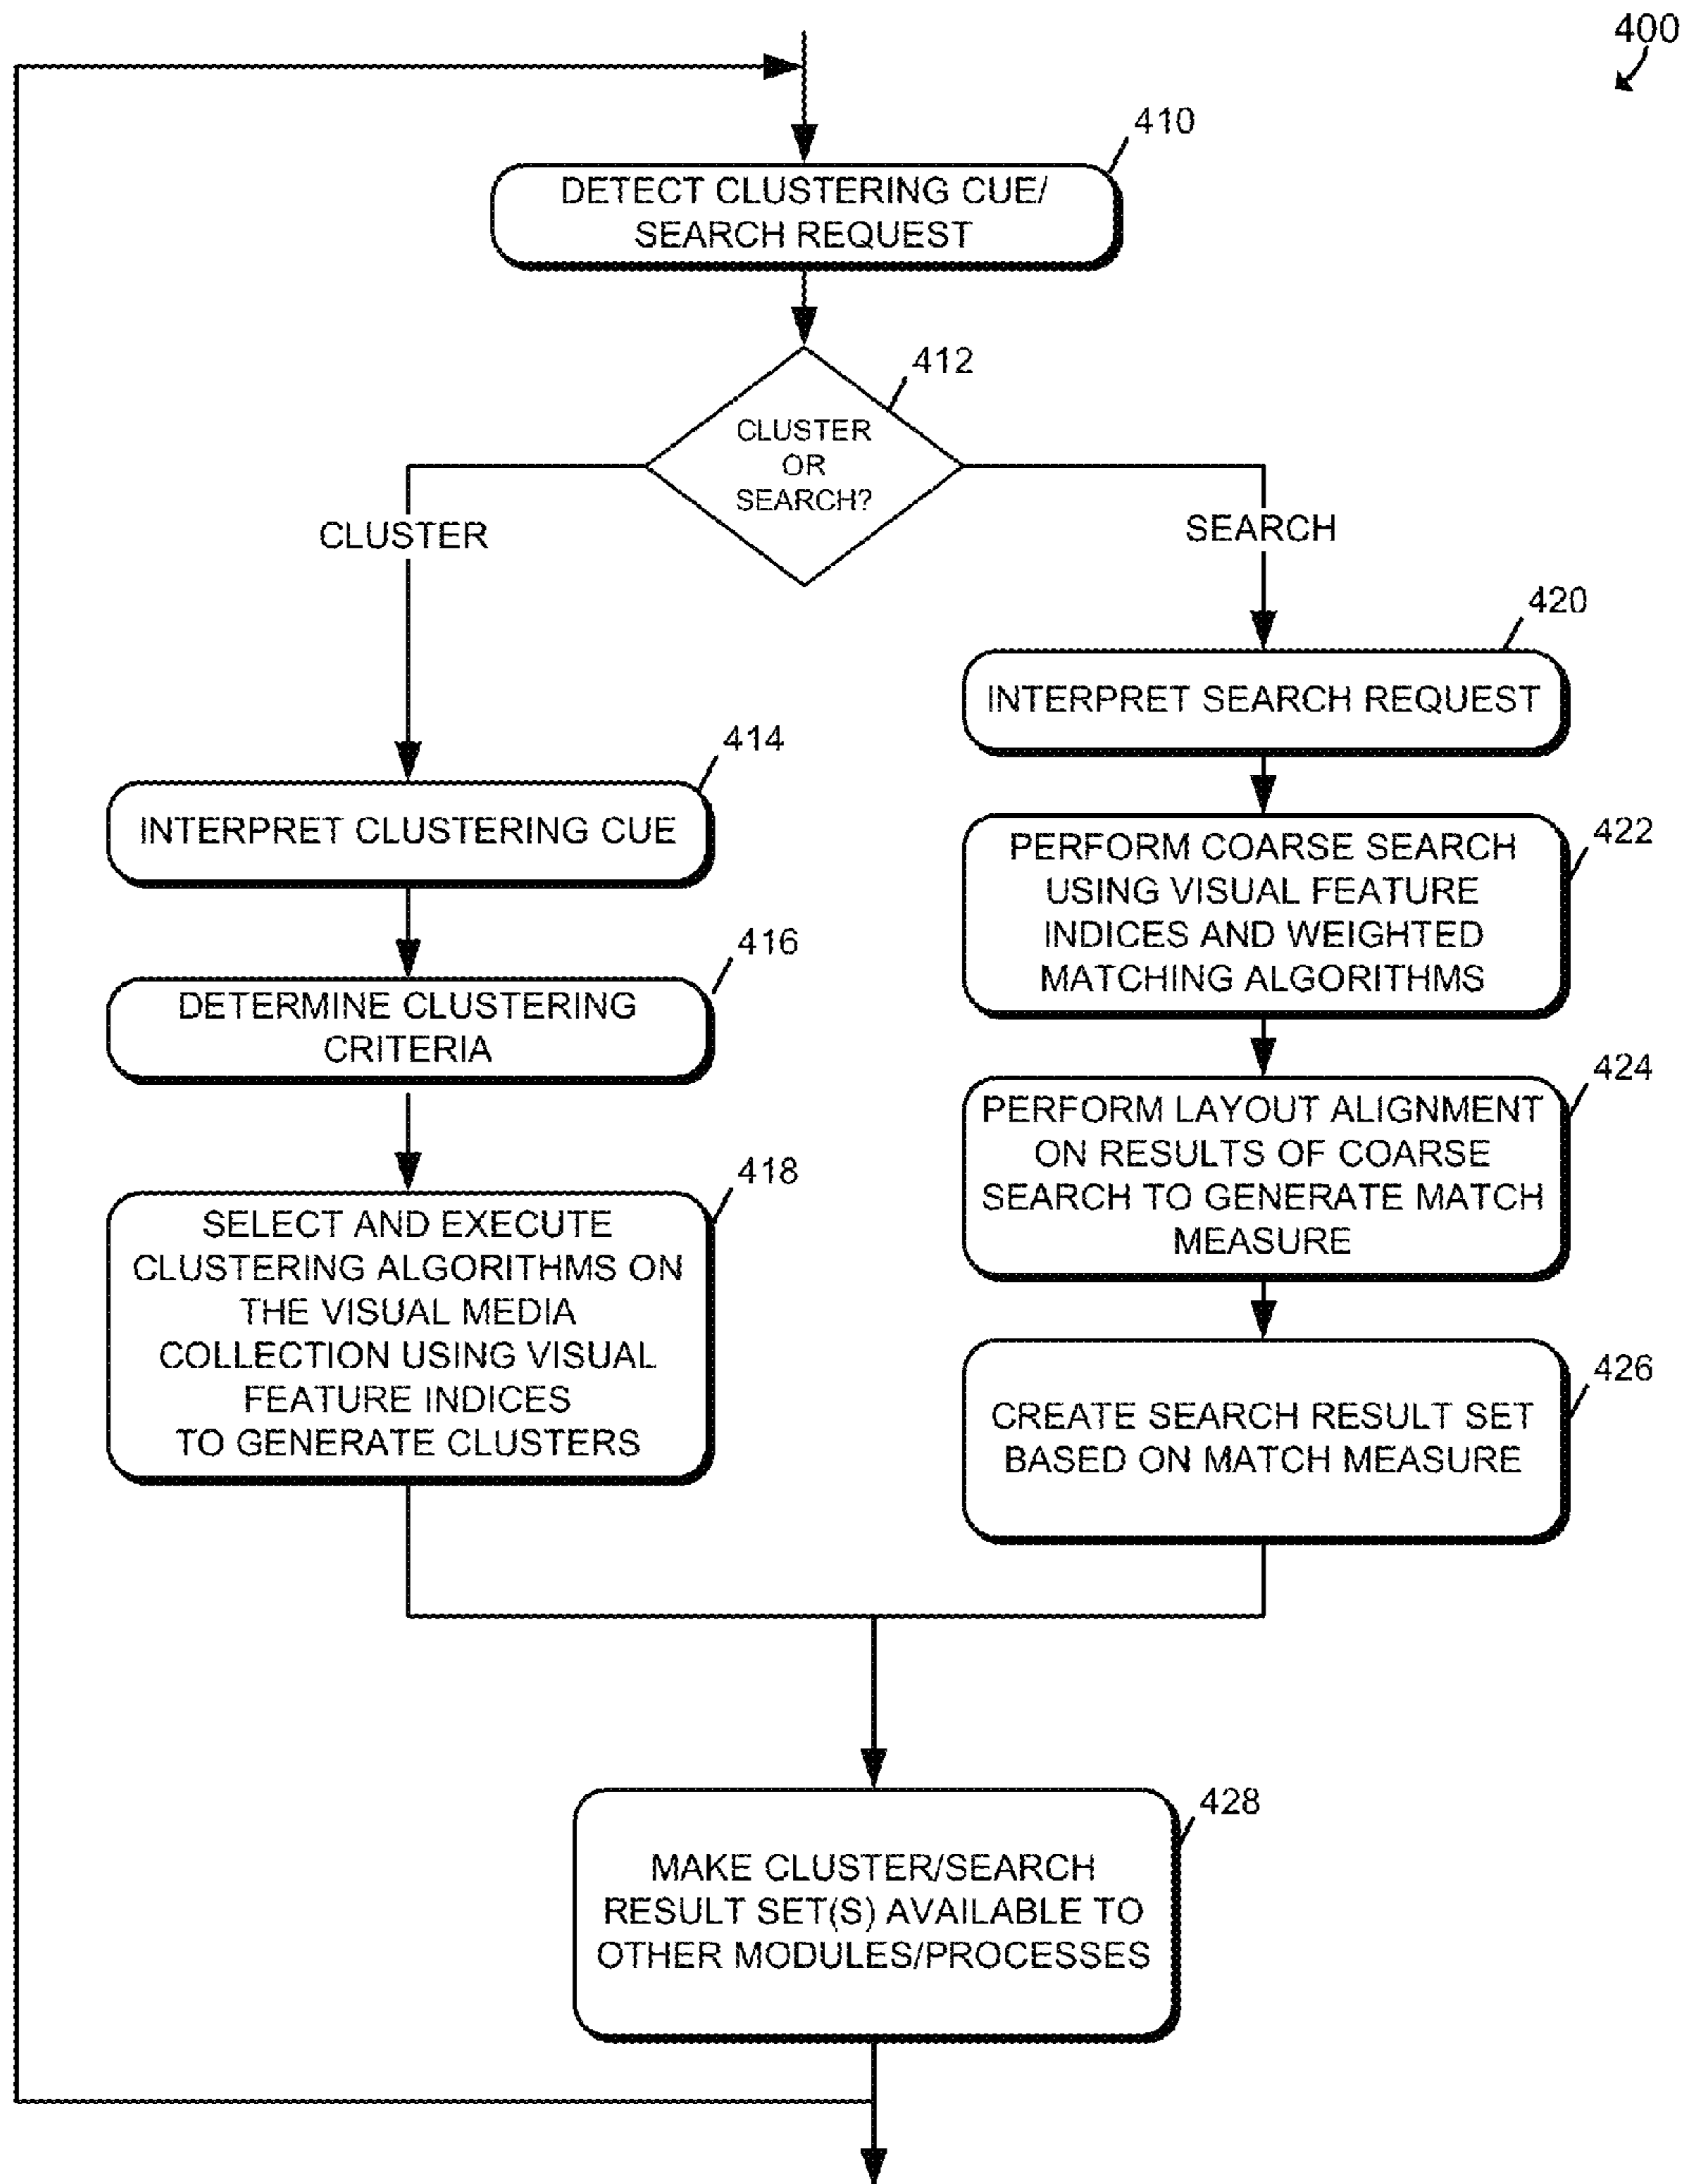 400
410
DETECT CLUSTERING CUE/
SEARCH REQUEST
412
CLUSTER
OR
SEARCH?
CLUSTER
SEARCH
414
INTERPRET CLUSTERING CUE
416
DETERMINE CLUSTERING
CRITERIA
418
SELECT AND EXECUTE
CLUSTERING ALGORITHMS ON
THE VISUAL MEDIA
COLLECTION USING VISUAL
FEATURE INDICES
TO GENERATE CLUSTERS
420
INTERPRET SEARCH REQUEST
422
PERFORM COARSE SEARCH
USING VISUAL FEATURE
INDICES AND WEIGHTED
MATCHING ALGORITHMS
424
PERFORM LAYOUT ALIGNMENT
ON RESULTS OF COARSE
SEARCH TO GENERATE MATCH
MEASURE
426
CREATE SEARCH RESULT SET
BASED ON MATCH MEASURE
428
MAKE CLUSTER/SEARCH
RESULT SET(S) AVAILABLE TO
OTHER MODULES/PROCESSES